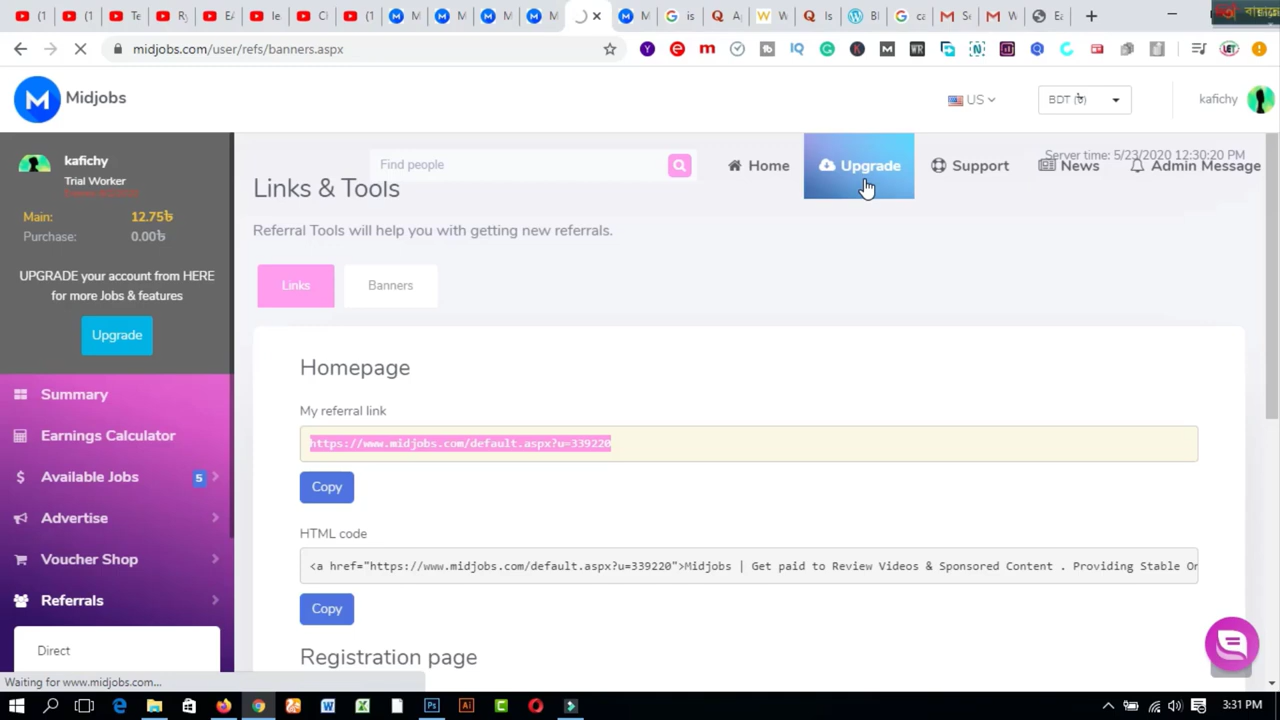 midjobs.com/user/refs/banners.aspx
Midjobs
US
BDT (৳)
kafichy
kafichy
Trial Worker
Main: 12.75৳
Purchase: 0.00৳
UPGRADE your account from HERE
for more Jobs & features
Upgrade
Summary
Earnings Calculator
Available Jobs 5
Advertise
Voucher Shop
Referrals
Direct
Find people
Home
Upgrade
Support
News
Admin Message
Server time: 5/23/2020 12:30:20 PM
Links & Tools
Referral Tools will help you with getting new referrals.
Links
Banners
Homepage
My referral link
https://www.midjobs.com/default.aspx?u=339220
Copy
HTML code
<a href="https://www.midjobs.com/default.aspx?u=339220">Midjobs | Get paid to Review Videos & Sponsored Content . Providing Stable On
Copy
Registration page
Waiting for www.midjobs.com...
3:31 PM